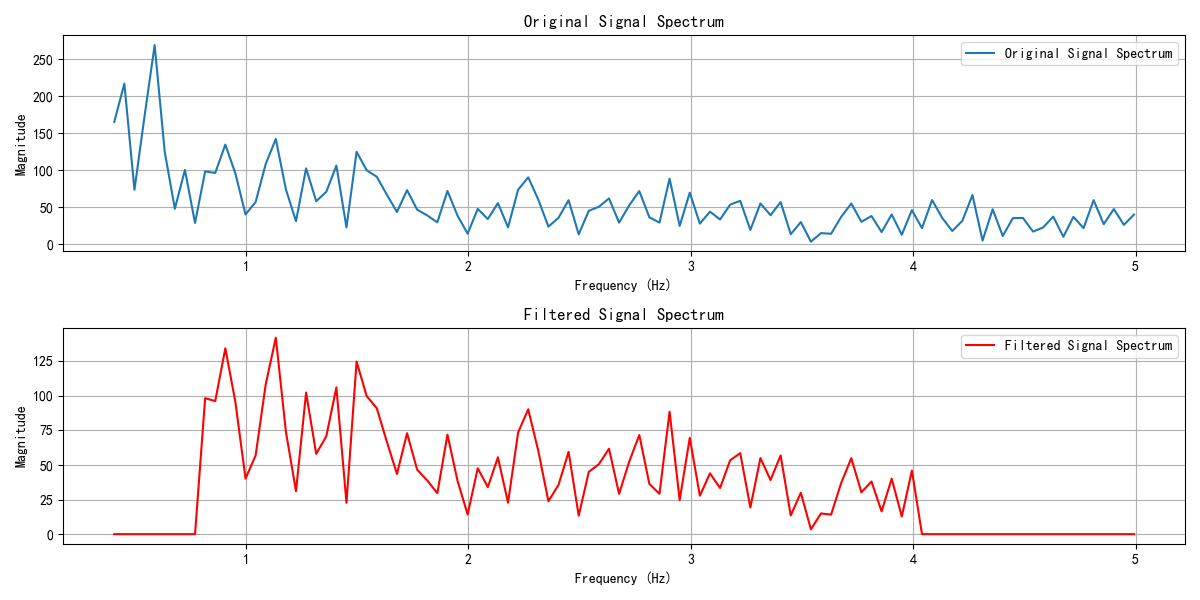 Original Signal Spectrum
Original Signal Spectrum
Magnitude
250
200
150
100
50
0
1 2 3 4 5
Frequency (Hz)
Filtered Signal Spectrum
Filtered Signal Spectrum
Magnitude
125
100
75
50
25
0
1 2 3 4 5
Frequency (Hz)